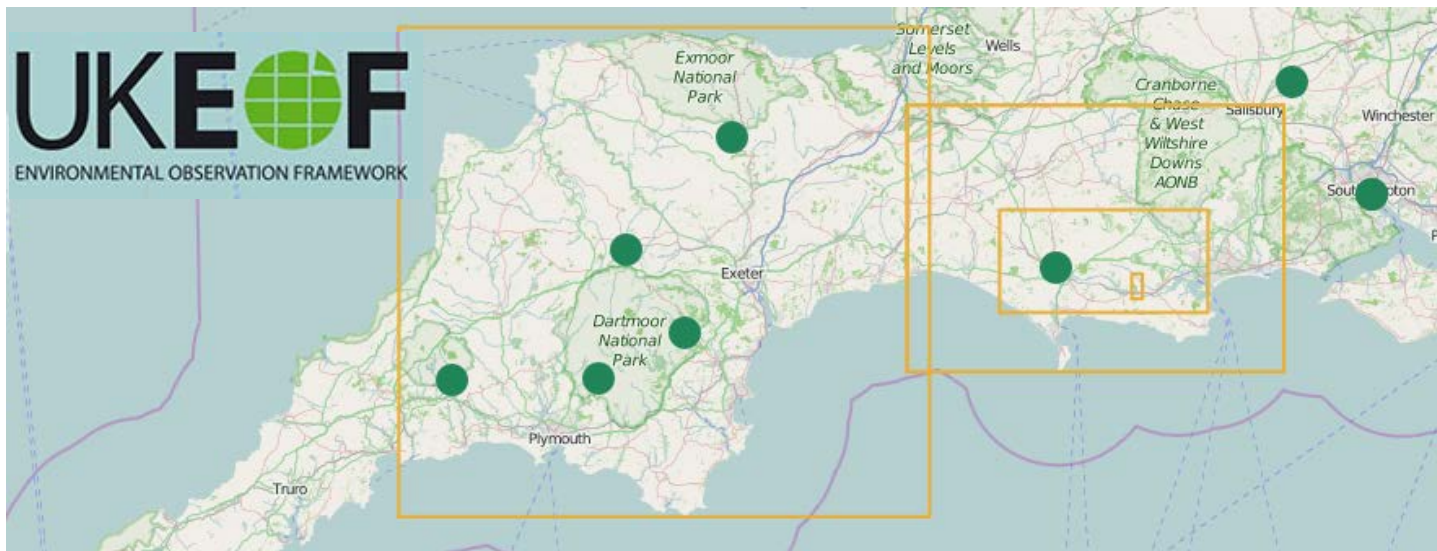 UKEOF
ENVIRONMENTAL OBSERVATION FRAMEWORK
Somerset
Levels
and Moors
Wells
Exmoor
National
Park
Cranborne
Chase
& West
Wiltshire
Downs
AONB
Salisbury
Winchester
Exeter
Dartmoor
National
Park
Plymouth
Truro